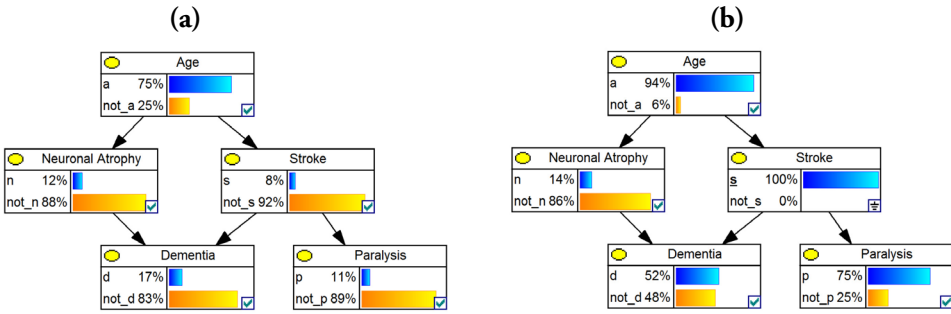 (a)
Age
a 75%
not_a 25%
Neuronal Atrophy
n 12%
not_n 88%
Stroke
s 8%
not_s 92%
Dementia
d 17%
not_d 83%
Paralysis
p 11%
not_p 89%
(b)
Age
a 94%
not_a 6%
Neuronal Atrophy
n 14%
not_n 86%
Stroke
s 100%
not_s 0%
Dementia
d 52%
not_d 48%
Paralysis
p 75%
not_p 25%